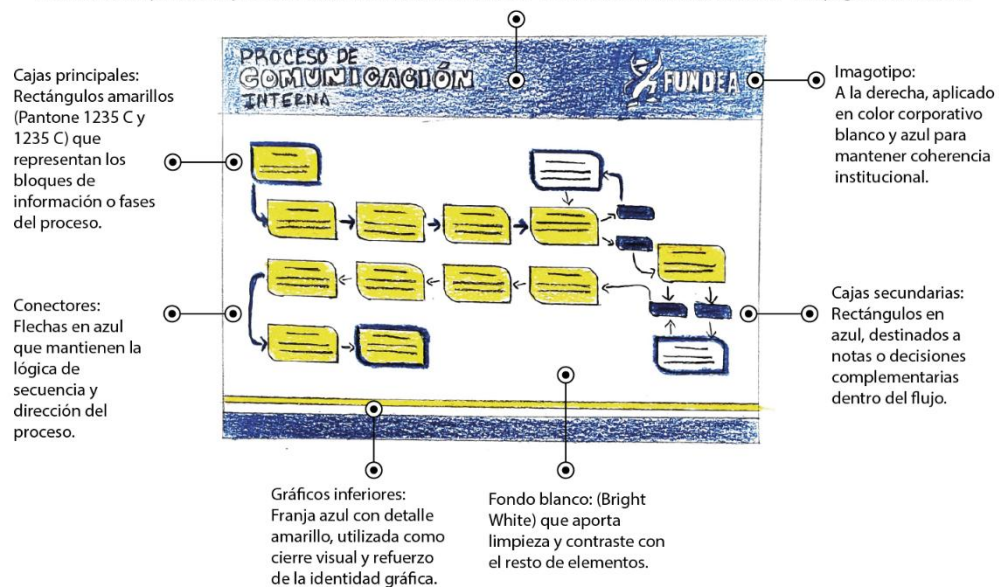 PROCESO DE
COMUNICACIÓN
INTERNA
FUNDEA
Cajas principales:
Rectángulos amarillos
(Pantone 1235 C y
1235 C) que
representan los
bloques de
información o fases
del proceso.
Imagotipo:
A la derecha, aplicado
en color corporativo
blanco y azul para
mantener coherencia
institucional.
Conectores:
Flechas en azul
que mantienen la
lógica de
secuencia y
dirección del
proceso.
Cajas secundarias:
Rectángulos en
azul, destinados a
notas o decisiones
complementarias
dentro del flujo.
Gráficos inferiores:
Franja azul con detalle
amarillo, utilizada como
cierre visual y refuerzo
de la identidad gráfica.
Fondo blanco: (Bright
White) que aporta
limpieza y contraste con
el resto de elementos.